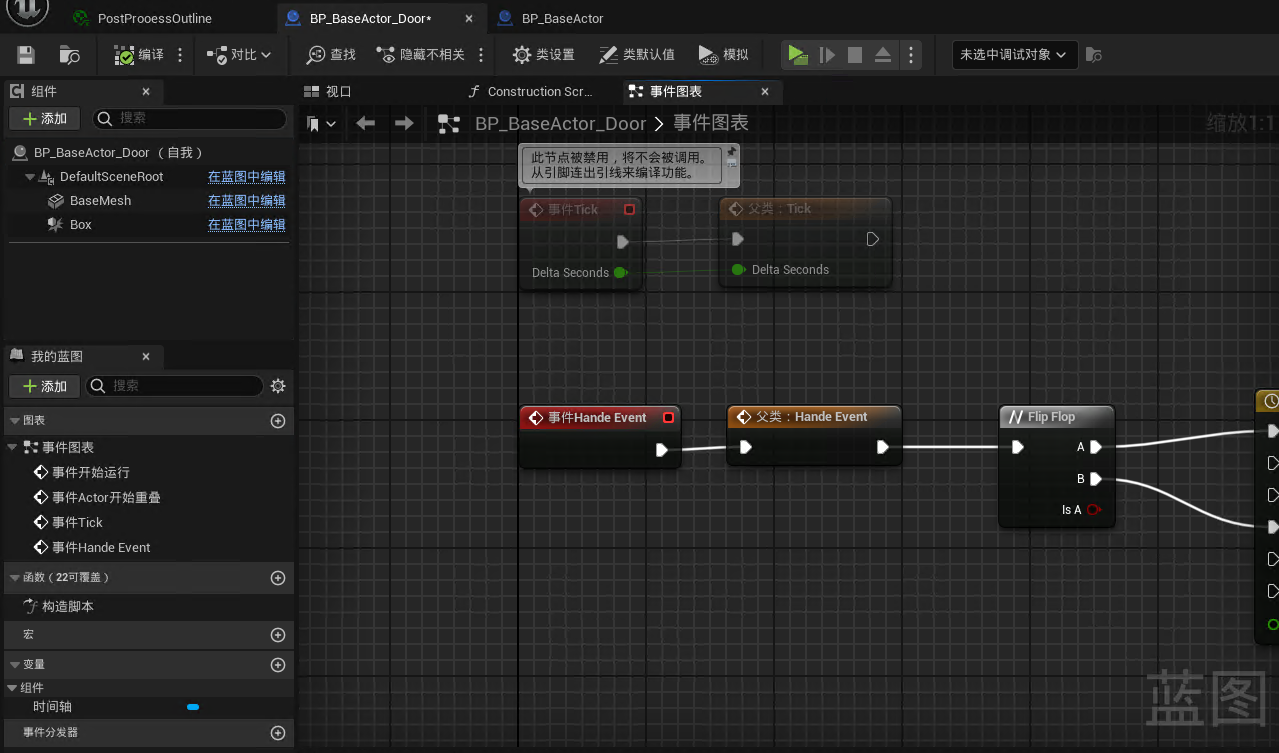 PostProoessOutline
BP_BaseActor_Door*
BP_BaseActor
编译
对比
查找
隐藏不相关
类设置
类默认值
模拟
未选中调试对象
组件
添加
搜索
BP_BaseActor_Door （自我）
DefaultSceneRoot
在蓝图中编辑
BaseMesh
在蓝图中编辑
Box
在蓝图中编辑
视口
Construction Scr...
事件图表
BP_BaseActor_Door
事件图表
缩放1:1
此节点被禁用，将不会被调用。
从引脚连出引线来编译功能。
事件Tick
Delta Seconds
父类：Tick
Delta Seconds
事件Hande Event
父类：Hande Event
Flip Flop
A
B
Is A
蓝图
我的蓝图
添加
搜索
图表
事件图表
事件开始运行
事件Actor开始重叠
事件Tick
事件Hande Event
函数（22可覆盖）
构造脚本
宏
变量
组件
时间轴
事件分发器